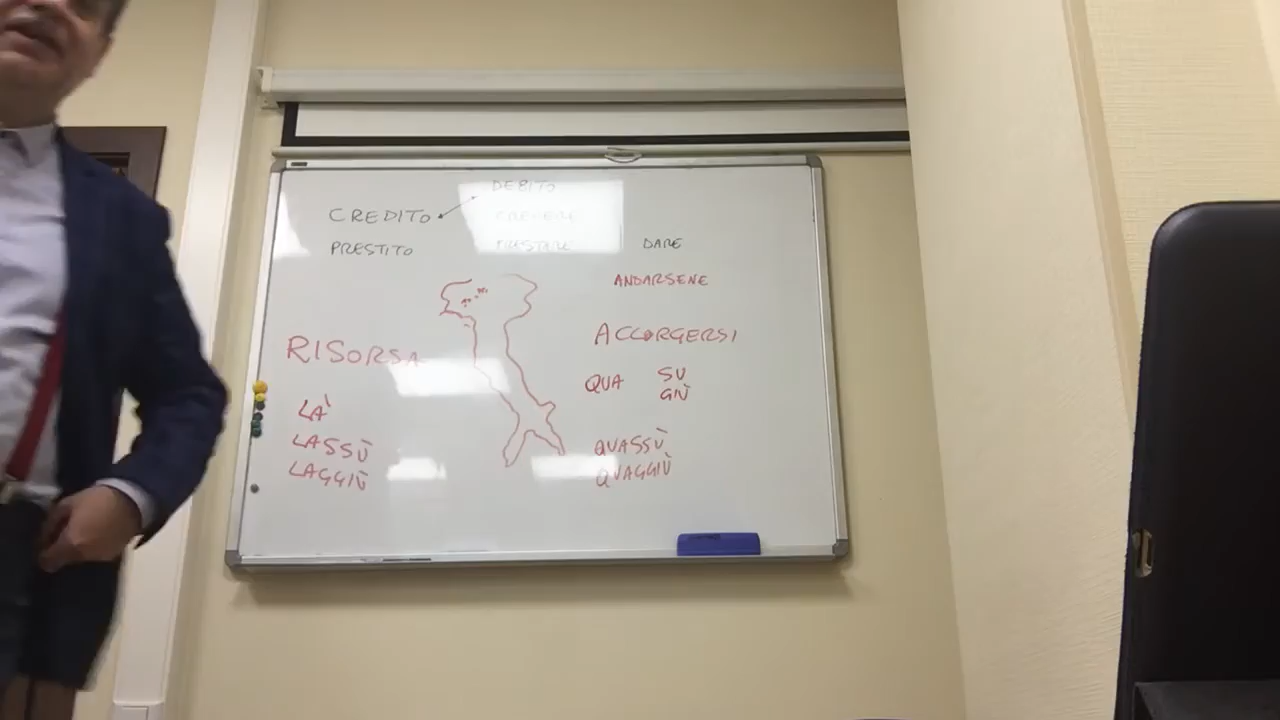 DEBITO
CREDITO
PRESTITO
DARE
ANDARSENE
RISORSA
ACCORGERSI
QUA SU
GIÙ
LÀ
LASSÙ
LAGGIÙ
QUASSÙ
QUAGGIÙ